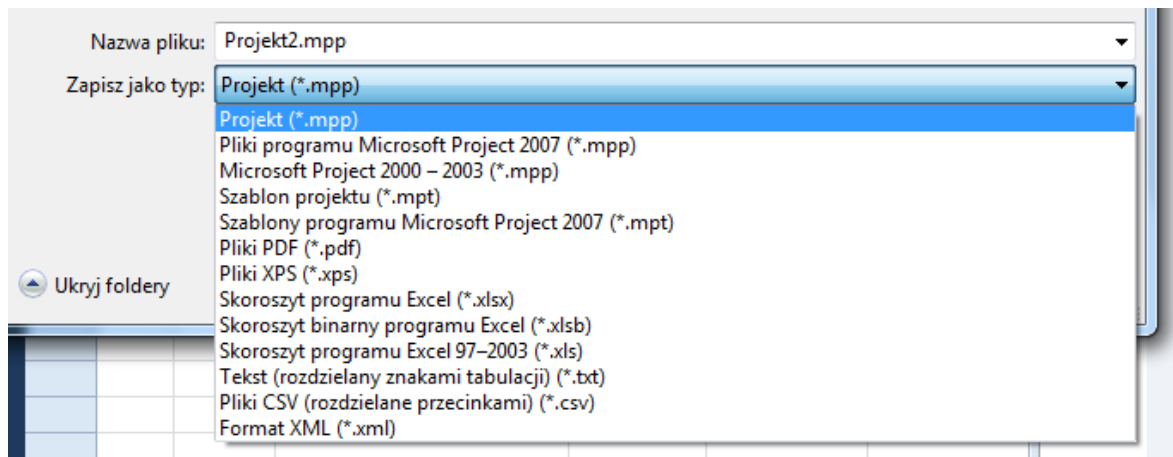 Nazwa pliku: Projekt2.mpp
Zapisz jako typ: Projekt (*.mpp)
Projekt (*.mpp)
Pliki programu Microsoft Project 2007 (*.mpp)
Microsoft Project 2000 – 2003 (*.mpp)
Szablon projektu (*.mpt)
Szablony programu Microsoft Project 2007 (*.mpt)
Pliki PDF (*.pdf)
Pliki XPS (*.xps)
Ukryj foldery
Skoroszyt programu Excel (*.xlsx)
Skoroszyt binarny programu Excel (*.xlsb)
Skoroszyt programu Excel 97–2003 (*.xls)
Tekst (rozdzielany znakami tabulacji) (*.txt)
Pliki CSV (rozdzielane przecinkami) (*.csv)
Format XML (*.xml)